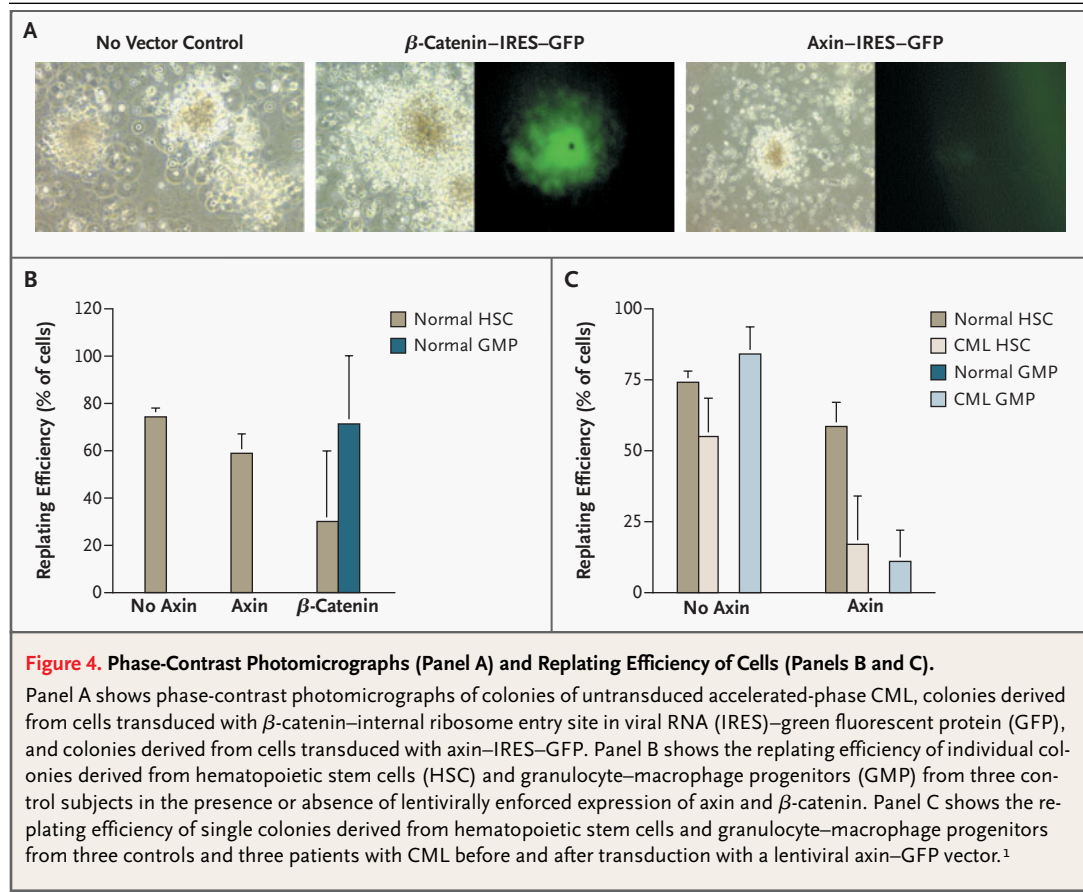 A
No Vector Control
β-Catenin–IRES–GFP
Axin–IRES–GFP
B
Replating Efficiency (% of cells)
120
100
80
60
40
20
0
No Axin
Axin
β-Catenin
Normal HSC
Normal GMP
C
Replating Efficiency (% of cells)
100
75
50
25
0
No Axin
Axin
Normal HSC
CML HSC
Normal GMP
CML GMP
Figure 4. Phase-Contrast Photomicrographs (Panel A) and Replating Efficiency of Cells (Panels B and C).
Panel A shows phase-contrast photomicrographs of colonies of untransduced accelerated-phase CML, colonies derived
from cells transduced with β-catenin–internal ribosome entry site in viral RNA (IRES)–green fluorescent protein (GFP),
and colonies derived from cells transduced with axin–IRES–GFP. Panel B shows the replating efficiency of individual col-
onies derived from hematopoietic stem cells (HSC) and granulocyte–macrophage progenitors (GMP) from three con-
trol subjects in the presence or absence of lentivirally enforced expression of axin and β-catenin. Panel C shows the re-
plating efficiency of single colonies derived from hematopoietic stem cells and granulocyte–macrophage progenitors
from three controls and three patients with CML before and after transduction with a lentiviral axin–GFP vector.¹